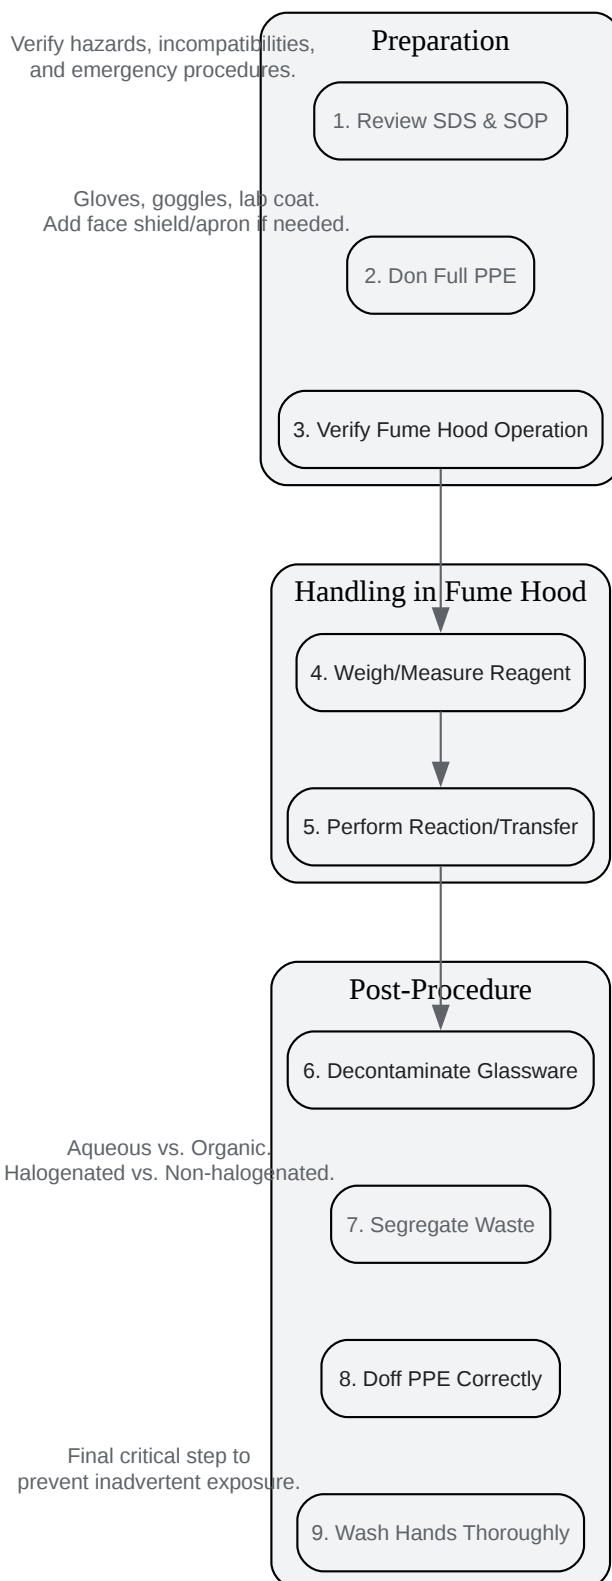 Preparation
Verify hazards, incompatibilities,
and emergency procedures.
1. Review SDS & SOP
Gloves, goggles, lab coat.
Add face shield/apron if needed.
2. Don Full PPE
3. Verify Fume Hood Operation
Handling in Fume Hood
4. Weigh/Measure Reagent
5. Perform Reaction/Transfer
Post-Procedure
6. Decontaminate Glassware
Aqueous vs. Organic.
Halogenated vs. Non-halogenated.
7. Segregate Waste
8. Doff PPE Correctly
Final critical step to
prevent inadvertent exposure.
9. Wash Hands Thoroughly